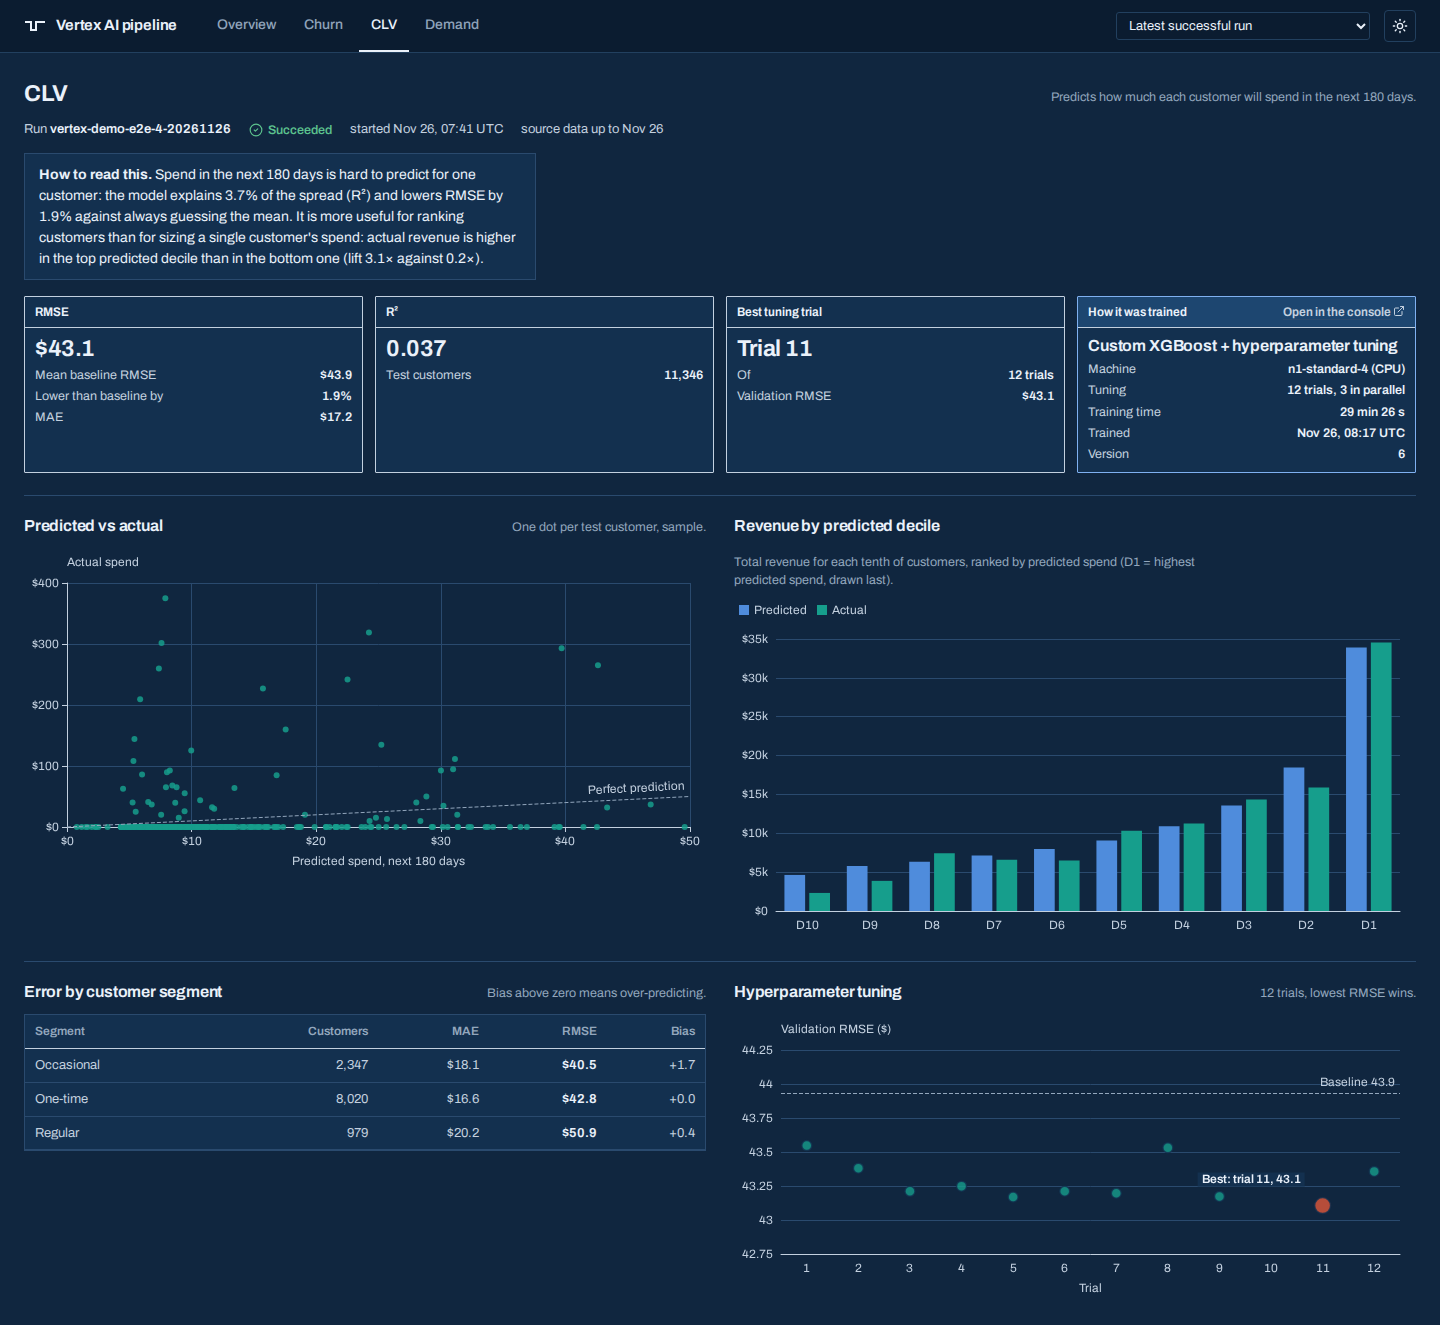 Vertex AI pipeline
Overview
Churn
CLV
Demand
Latest successful run
CLV
Predicts how much each customer will spend in the next 180 days.
Run vertex-demo-e2e-4-20261126
Succeeded
started Nov 26, 07:41 UTC
source data up to Nov 26
How to read this. Spend in the next 180 days is hard to predict for one
customer: the model explains 3.7% of the spread (R²) and lowers RMSE by
1.9% against always guessing the mean. It is more useful for ranking
customers than for sizing a single customer's spend: actual revenue is higher
in the top predicted decile than in the bottom one (lift 3.1× against 0.2×).
RMSE
$43.1
Mean baseline RMSE $43.9
Lower than baseline by 1.9%
MAE $17.2
R²
0.037
Test customers 11,346
Best tuning trial
Trial 11
Of 12 trials
Validation RMSE $43.1
How it was trained
Open in the console
Custom XGBoost + hyperparameter tuning
Machine n1-standard-4 (CPU)
Tuning 12 trials, 3 in parallel
Training time 29 min 26 s
Trained Nov 26, 08:17 UTC
Version 6
Predicted vs actual
One dot per test customer, sample.
Actual spend
$400
$300
$200
$100
$0
Perfect prediction
$0 $10 $20 $30 $40 $50
Predicted spend, next 180 days
Revenue by predicted decile
Total revenue for each tenth of customers, ranked by predicted spend (D1 = highest
predicted spend, drawn last).
Predicted Actual
$35k
$30k
$25k
$20k
$15k
$10k
$5k
$0
D10 D9 D8 D7 D6 D5 D4 D3 D2 D1
Error by customer segment
Bias above zero means over-predicting.
Segment Customers MAE RMSE Bias
Occasional 2,347 $18.1 $40.5 +1.7
One-time 8,020 $16.6 $42.8 +0.0
Regular 979 $20.2 $50.9 +0.4
Hyperparameter tuning
12 trials, lowest RMSE wins.
Validation RMSE ($)
44.25
44
43.75
43.5
43.25
43
42.75
Baseline 43.9
Best: trial 11, 43.1
1 2 3 4 5 6 7 8 9 10 11 12
Trial